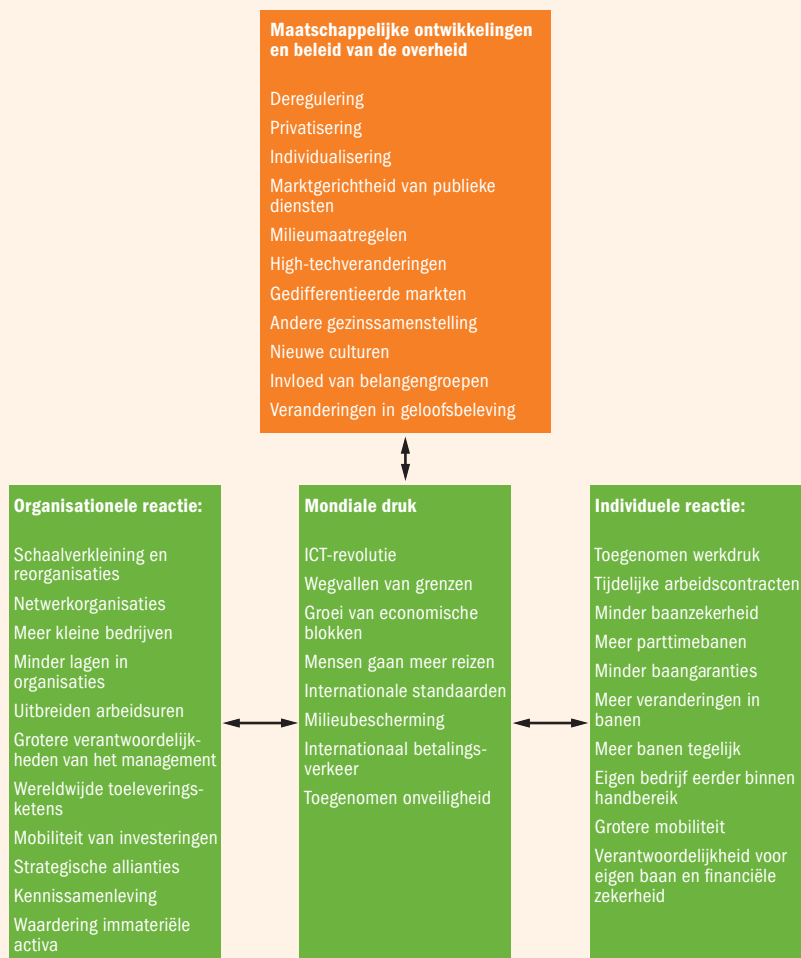 Maatschappelijke ontwikkelingen
en beleid van de overheid
Deregulering
Privatisering
Individualisering
Marktgerichtheid van publieke
diensten
Milieumaatregelen
High-techveranderingen
Gedifferentieerde markten
Andere gezinssamenstelling
Nieuwe culturen
Invloed van belangengroepen
Veranderingen in geloofsbeleving
Organisationele reactie:
Schaalverkleining en
reorganisaties
Netwerkorganisaties
Meer kleine bedrijven
Minder lagen in
organisaties
Uitbreiden arbeidsuren
Grotere verantwoordelijk-
heden van het management
Wereldwijde toeleverings-
ketens
Mobiliteit van investeringen
Strategische allianties
Kennissamenleving
Waardering immateriële
activa
Mondiale druk
ICT-revolutie
Wegvallen van grenzen
Groei van economische
blokken
Mensen gaan meer reizen
Internationale standaarden
Milieubescherming
Internationaal betalings-
verkeer
Toegenomen onveiligheid
Individuele reactie:
Toegenomen werkdruk
Tijdelijke arbeidscontracten
Minder baanzekerheid
Meer parttimebanen
Minder baangaranties
Meer veranderingen in
banen
Meer banen tegelijk
Eigen bedrijf eerder binnen
handbereik
Grotere mobiliteit
Verantwoordelijkheid voor
eigen baan en financiële
zekerheid